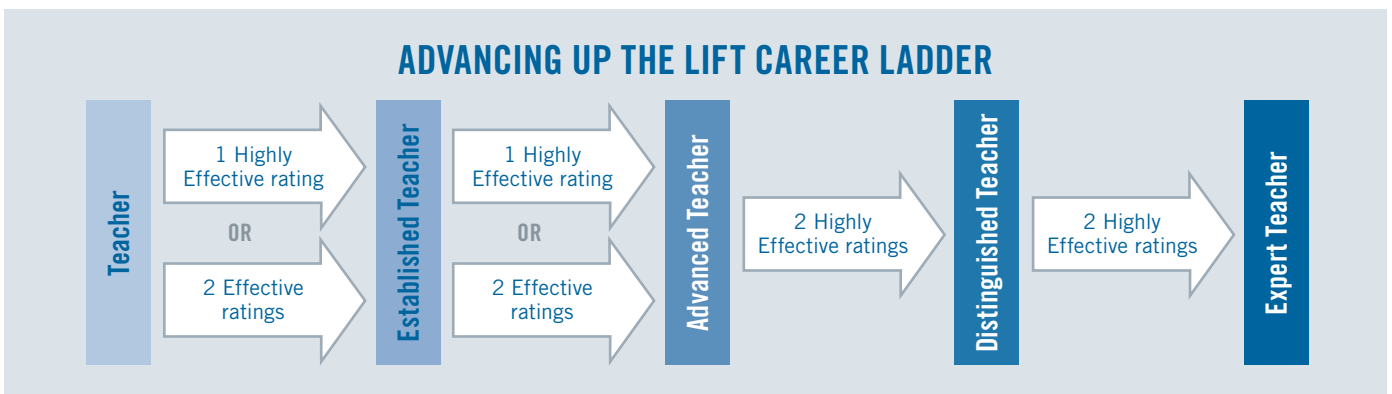 ADVANCING UP THE LIFT CAREER LADDER
Teacher
1 Highly
Effective rating
OR
2 Effective
ratings
Established Teacher
1 Highly
Effective rating
OR
2 Effective
ratings
Advanced Teacher
2 Highly
Effective ratings
Distinguished Teacher
2 Highly
Effective ratings
Expert Teacher